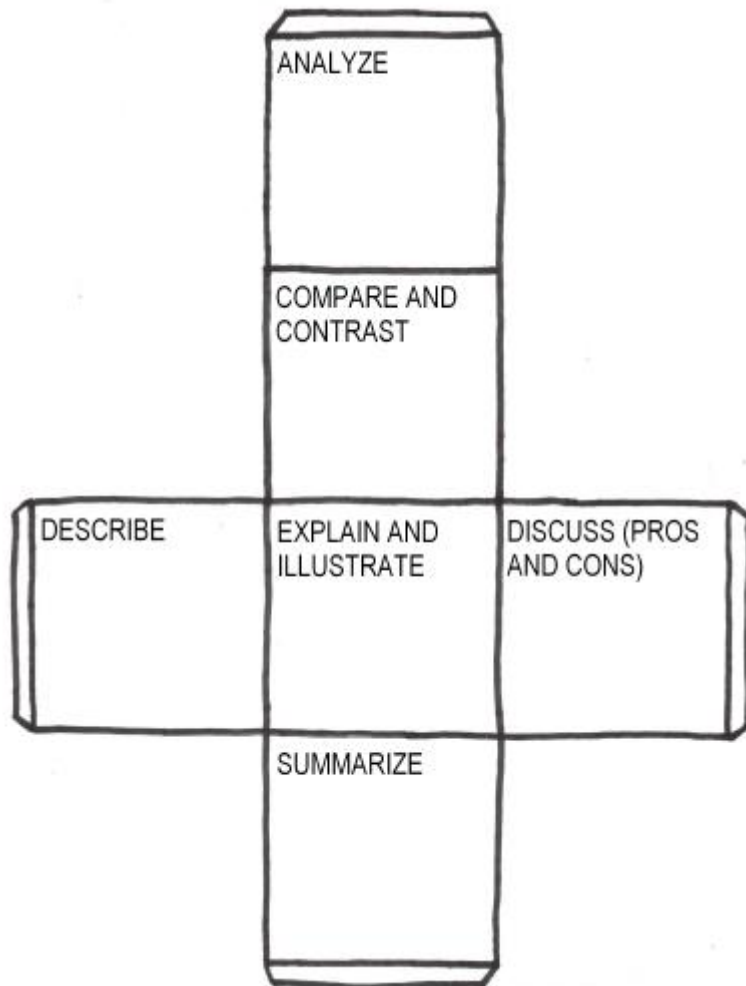 ANALYZE
COMPARE AND
CONTRAST
DESCRIBE
EXPLAIN AND
ILLUSTRATE
DISCUSS (PROS
AND CONS)
SUMMARIZE